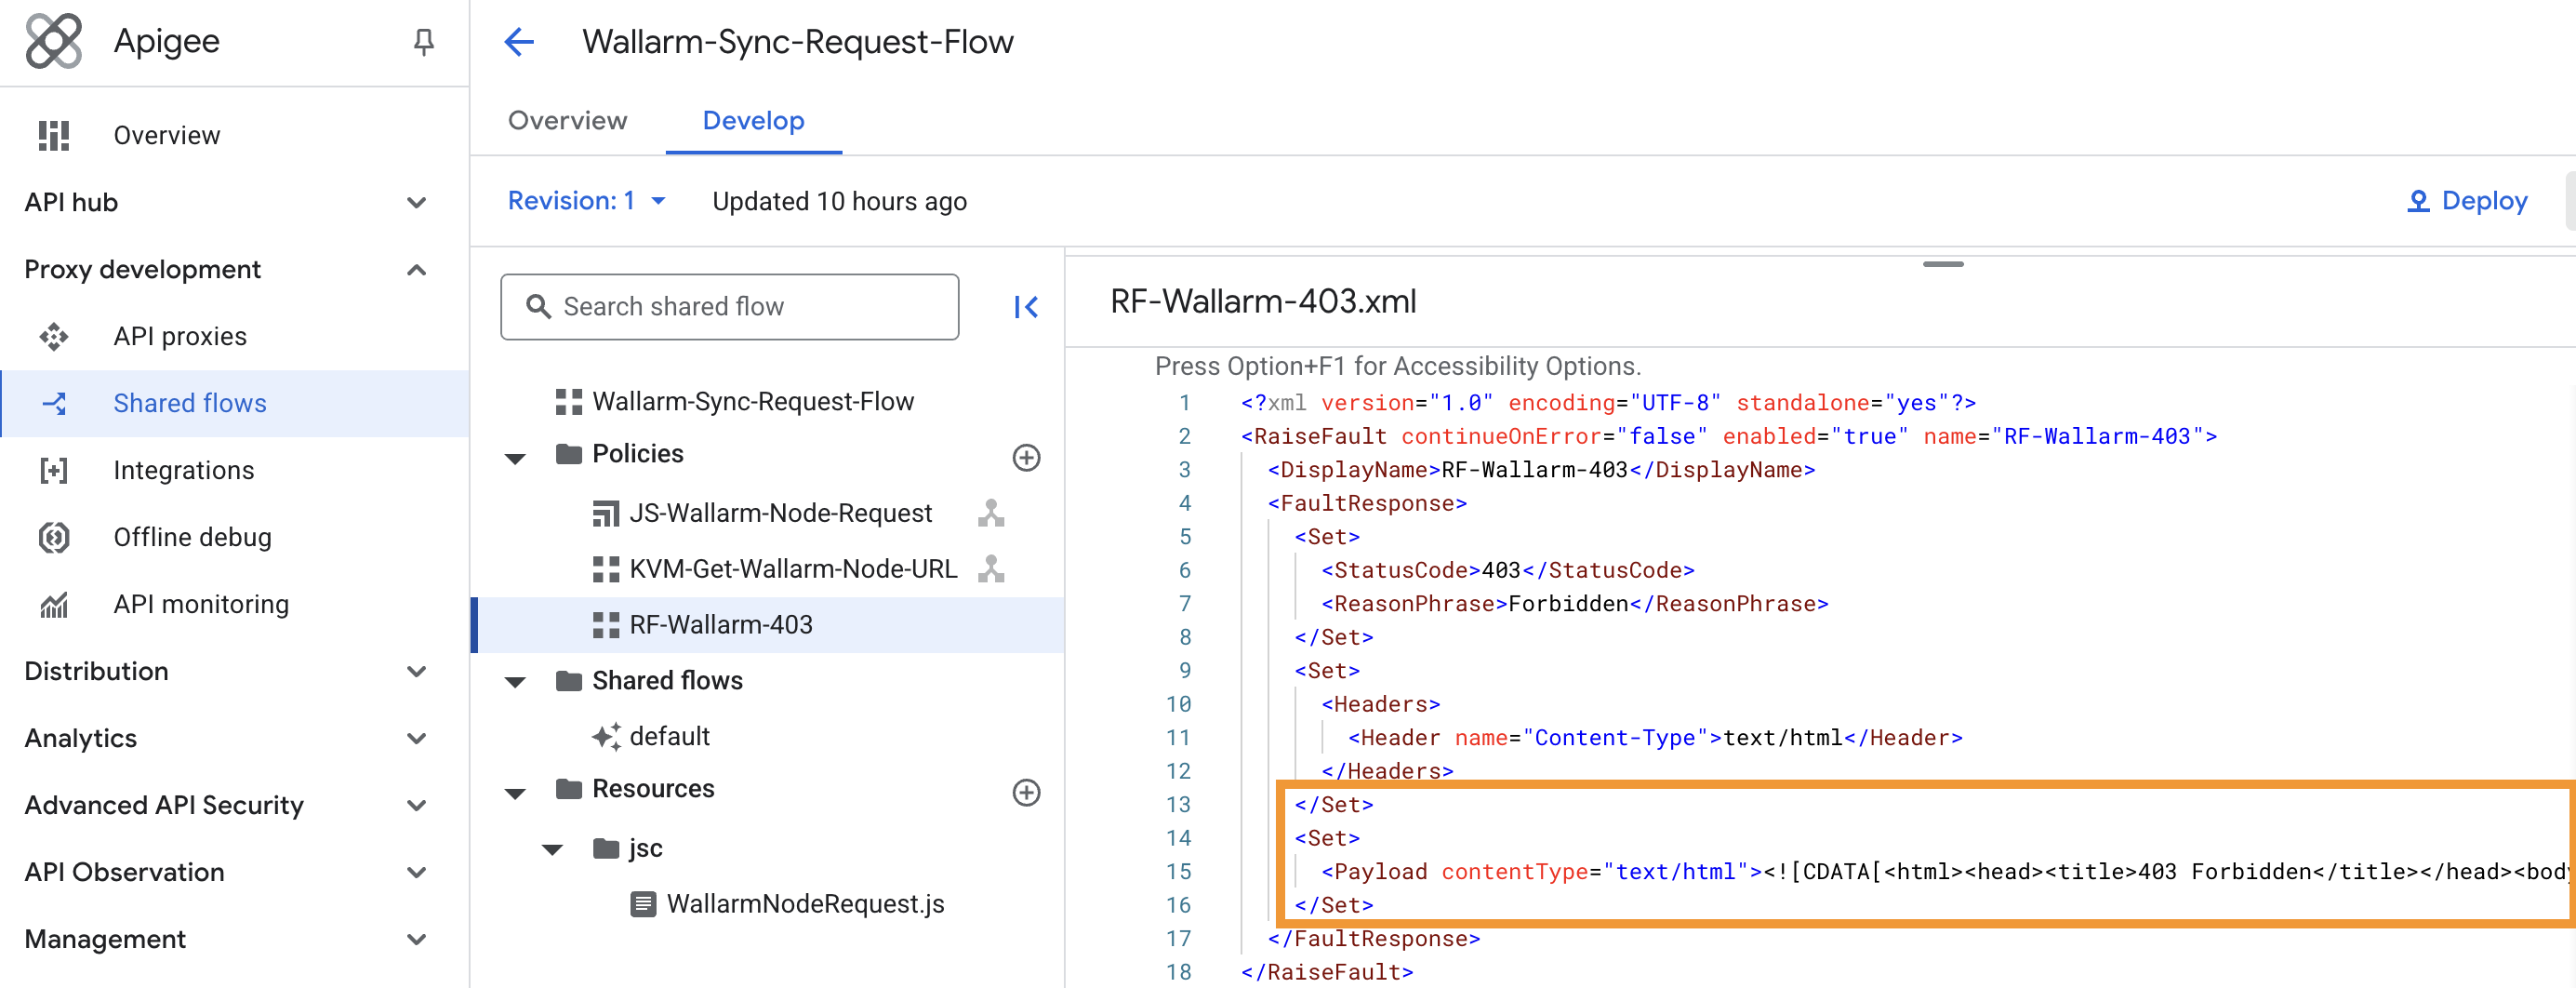 Apigee
Overview
API hub
Proxy development
API proxies
Shared flows
Integrations
Offline debug
API monitoring
Distribution
Analytics
Advanced API Security
API Observation
Management
Wallarm-Sync-Request-Flow
Overview
Develop
Revision: 1
Updated 10 hours ago
Deploy
Search shared flow
Wallarm-Sync-Request-Flow
Policies
JS-Wallarm-Node-Request
KVM-Get-Wallarm-Node-URL
RF-Wallarm-403
Shared flows
default
Resources
jsc
WallarmNodeRequest.js
RF-Wallarm-403.xml
Press Option+F1 for Accessibility Options.
1 <?xml version="1.0" encoding="UTF-8" standalone="yes"?>
2 <RaiseFault continueOnError="false" enabled="true" name="RF-Wallarm-403">
3 <DisplayName>RF-Wallarm-403</DisplayName>
4 <FaultResponse>
5 <Set>
6 <StatusCode>403</StatusCode>
7 <ReasonPhrase>Forbidden</ReasonPhrase>
8 </Set>
9 <Set>
10 <Headers>
11 <Header name="Content-Type">text/html</Header>
12 </Headers>
13 </Set>
14 <Set>
15 <Payload contentType="text/html"><![CDATA[<html><head><title>403 Forbidden</title></head><body
16 </Set>
17 </FaultResponse>
18 </RaiseFault>